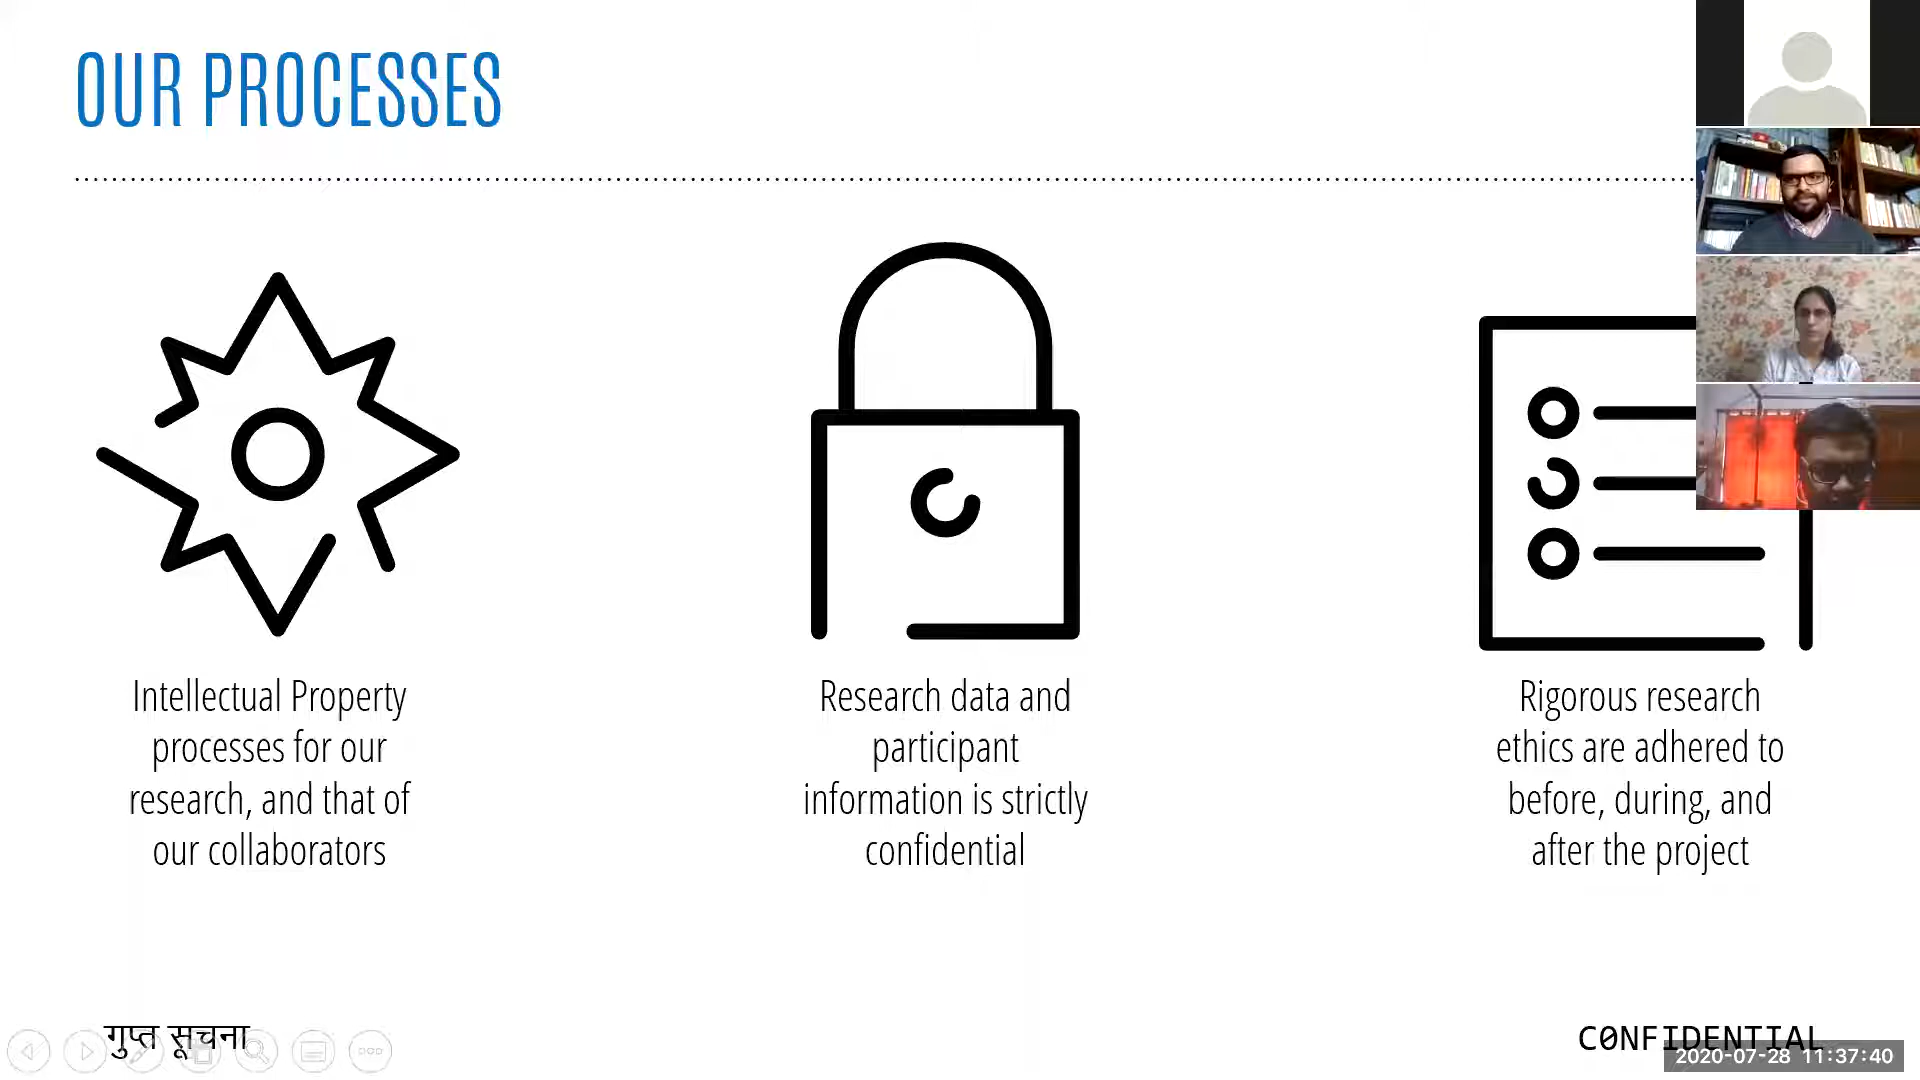 OUR PROCESSES
Intellectual Property
processes for our
research, and that of
our collaborators
Research data and
participant
information is strictly
confidential
Rigorous research
ethics are adhered to
before, during, and
after the project
गुप्त सूचना
CONFIDENTIAL
2020-07-28 11:37:40